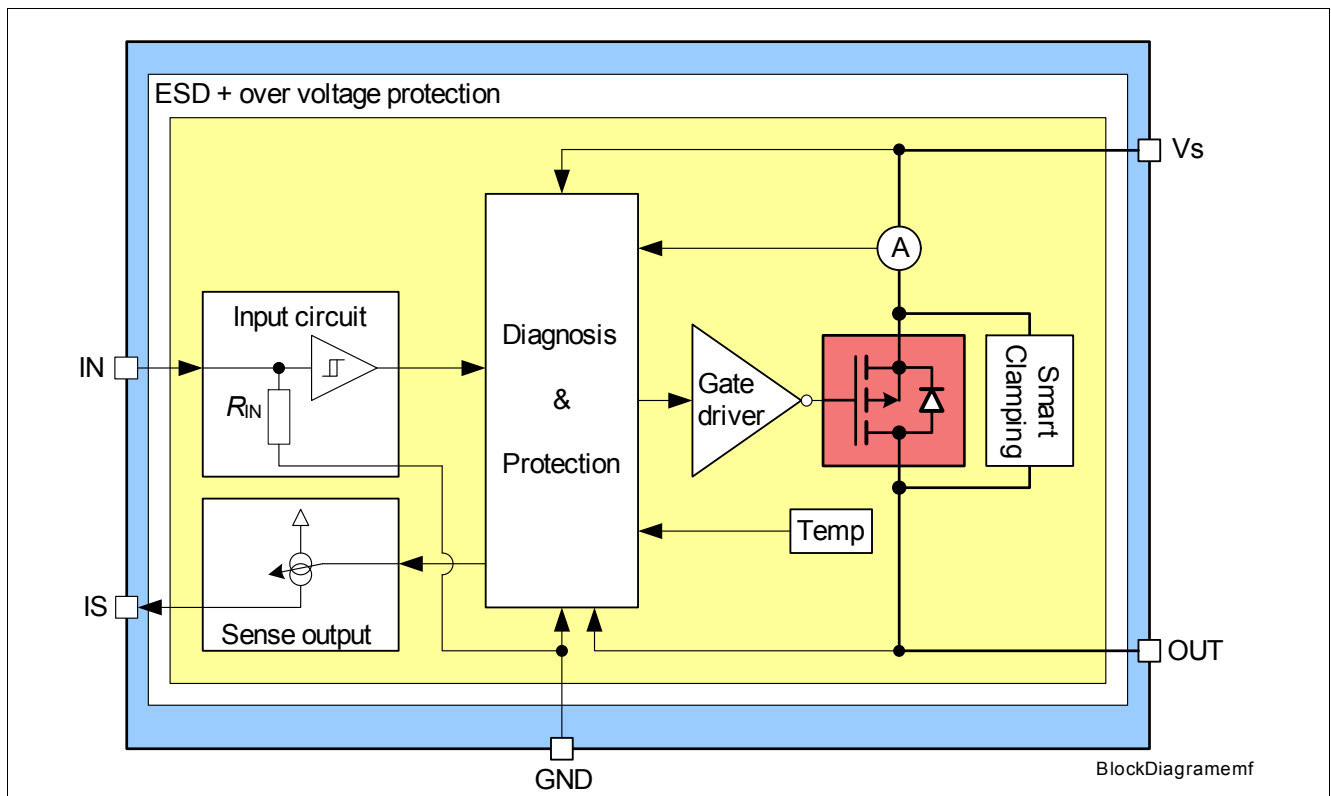 ESD + over voltage protection
Vs
A
Input circuit
Diagnosis
&
Protection
Gate
driver
Smart
Clamping
IN
RIN
Temp
IS
Sense output
OUT
GND
BlockDiagramemf